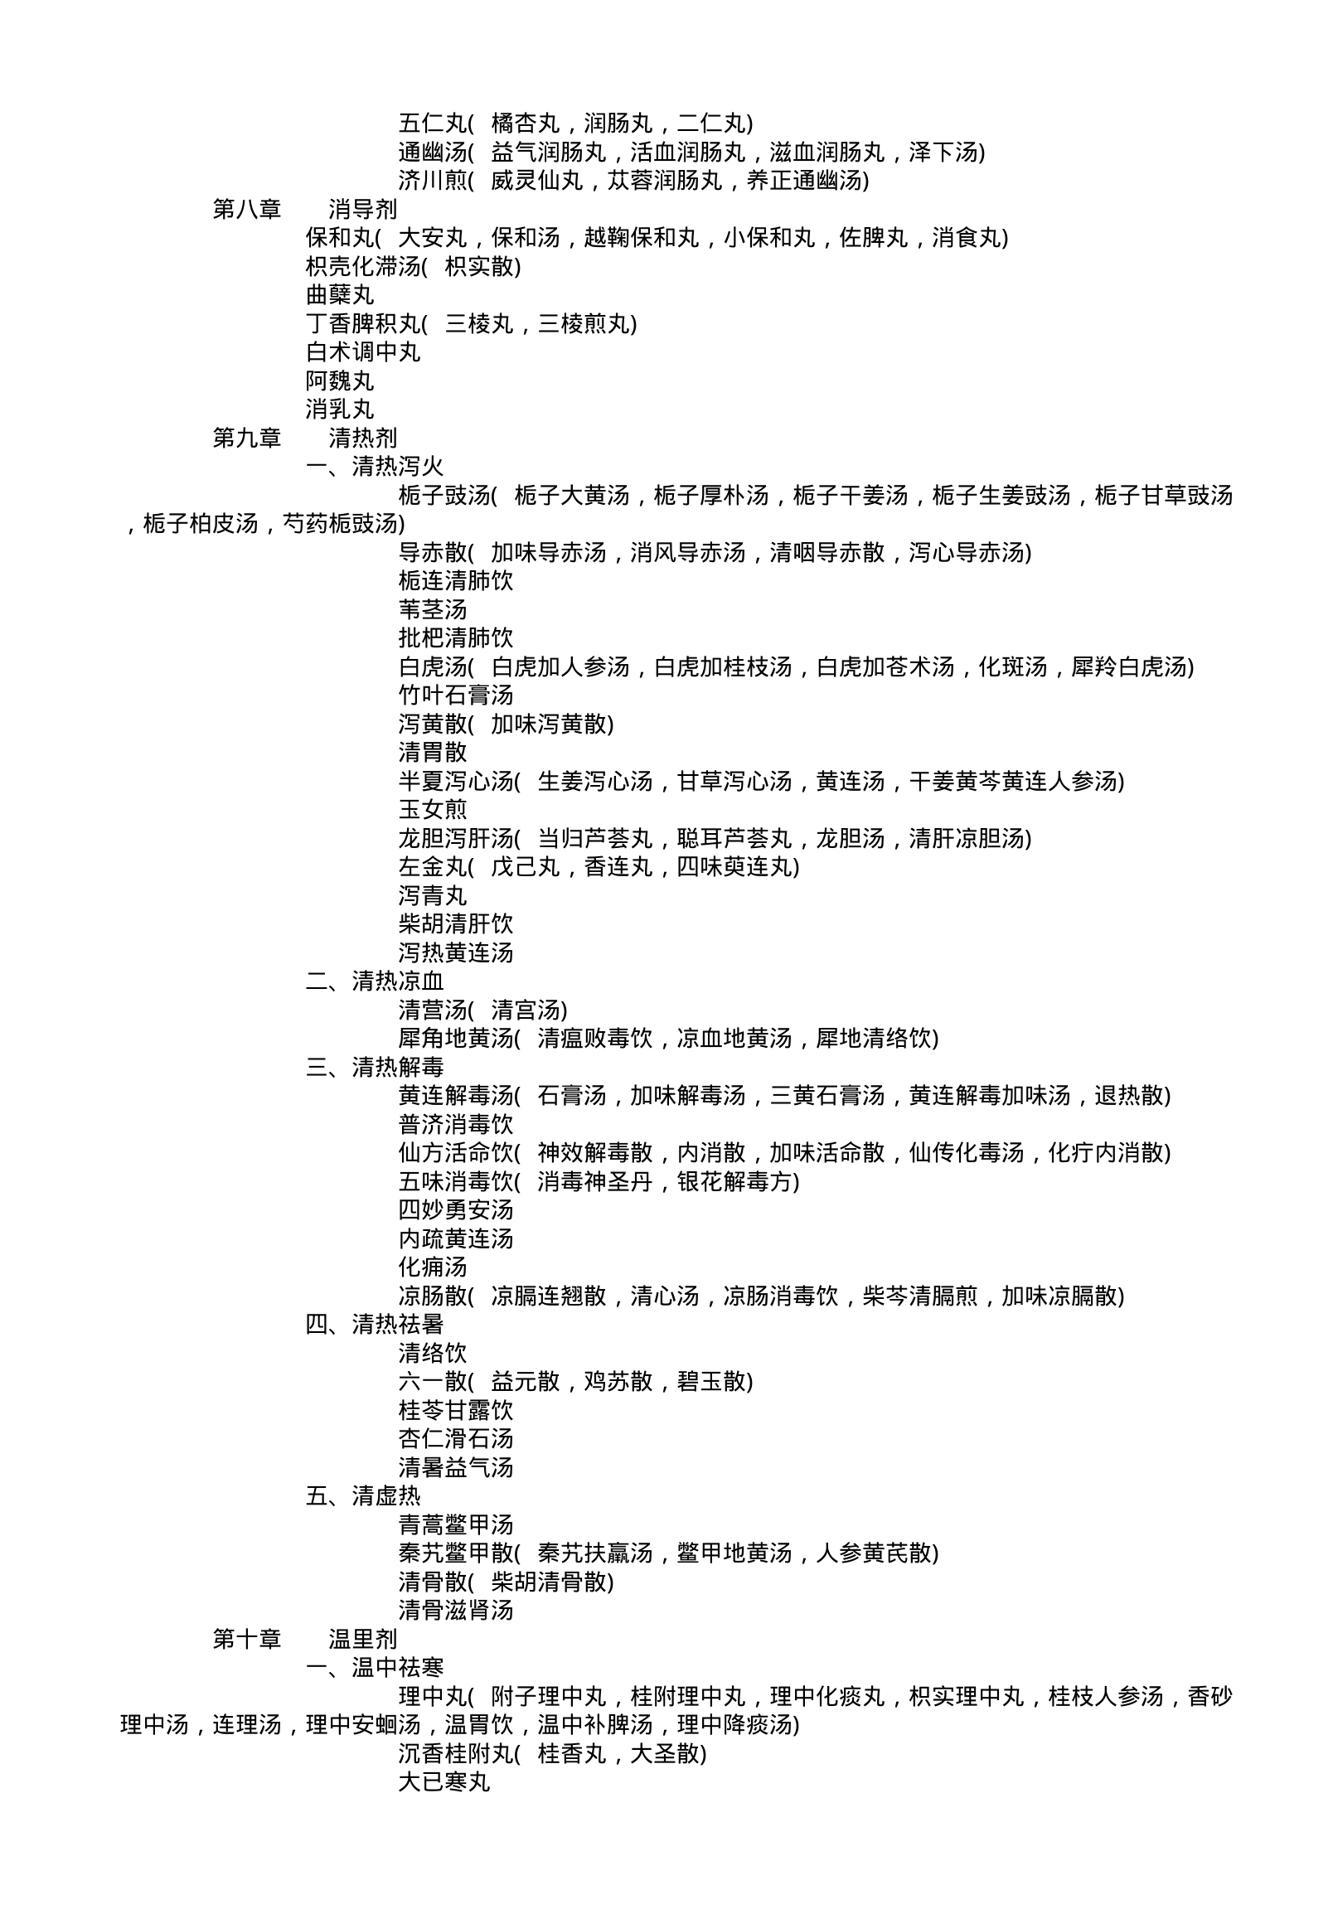 五仁丸( 橘杏丸，润肠丸，二仁丸)
通幽汤( 益气润肠丸，活血润肠丸，滋血润肠丸，泽下汤)
济川煎( 威灵仙丸，苁蓉润肠丸，养正通幽汤)
第八章　　消导剂
保和丸( 大安丸，保和汤，越鞠保和丸，小保和丸，佐脾丸，消食丸)
枳壳化滞汤( 枳实散)
曲蘖丸
丁香脾积丸( 三棱丸，三棱煎丸)
白术调中丸
阿魏丸
消乳丸
第九章　　清热剂
一、清热泻火
栀子豉汤( 栀子大黄汤，栀子厚朴汤，栀子干姜汤，栀子生姜豉汤，栀子甘草豉汤
，栀子柏皮汤，芍药栀豉汤)
导赤散( 加味导赤汤，消风导赤汤，清咽导赤散，泻心导赤汤)
栀连清肺饮
苇茎汤
批杷清肺饮
白虎汤( 白虎加人参汤，白虎加桂枝汤，白虎加苍术汤，化斑汤，犀羚白虎汤)
竹叶石膏汤
泻黄散( 加味泻黄散)
清胃散
半夏泻心汤( 生姜泻心汤，甘草泻心汤，黄连汤，干姜黄芩黄连人参汤)
玉女煎
龙胆泻肝汤( 当归芦荟丸，聪耳芦荟丸，龙胆汤，清肝凉胆汤)
左金丸( 戊己丸，香连丸，四味萸连丸)
泻青丸
柴胡清肝饮
泻热黄连汤
二、清热凉血
清营汤( 清宫汤)
犀角地黄汤( 清瘟败毒饮，凉血地黄汤，犀地清络饮)
三、清热解毒
黄连解毒汤( 石膏汤，加味解毒汤，三黄石膏汤，黄连解毒加味汤，退热散)
普济消毒饮
仙方活命饮( 神效解毒散，内消散，加味活命散，仙传化毒汤，化疔内消散)
五味消毒饮( 消毒神圣丹，银花解毒方)
四妙勇安汤
内疏黄连汤
化痈汤
凉肠散( 凉膈连翘散，清心汤，凉肠消毒饮，柴芩清膈煎，加味凉膈散)
四、清热祛暑
清络饮
六一散( 益元散，鸡苏散，碧玉散)
桂苓甘露饮
杏仁滑石汤
清暑益气汤
五、清虚热
青蒿鳖甲汤
秦艽鳖甲散( 秦艽扶羸汤，鳖甲地黄汤，人参黄芪散)
清骨散( 柴胡清骨散)
清骨滋肾汤
第十章　　温里剂
一、温中祛寒
理中丸( 附子理中丸，桂附理中丸，理中化痰丸，枳实理中丸，桂枝人参汤，香砂
理中汤，连理汤，理中安蛔汤，温胃饮，温中补脾汤，理中降痰汤)
沉香桂附丸( 桂香丸，大圣散)
大已寒丸